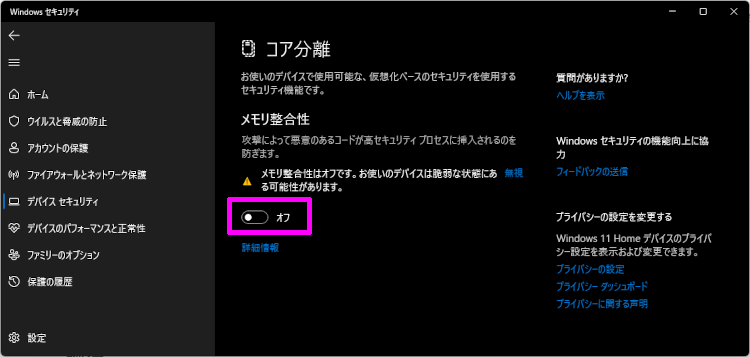 Windows セキュリティ
コア分離
お使いのデバイスで使用可能な、仮想化ベースのセキュリティを使用する
セキュリティ機能です。
メモリ整合性
攻撃によって悪意のあるコードが高セキュリティ プロセスに挿入されるのを
防ぎます。
メモリ整合性はオフです。お使いのデバイスは脆弱な状態にあ
る可能性があります。
無視
オフ
詳細情報
ホーム
ウイルスと脅威の防止
アカウントの保護
ファイアウォールとネットワーク保護
デバイス セキュリティ
デバイスのパフォーマンスと正常性
ファミリーのオプション
保護の履歴
設定
質問がありますか?
ヘルプを表示
Windows セキュリティの機能向上に協
力
フィードバックの送信
プライバシーの設定を変更する
Windows 11 Home デバイスのプライバ
シー設定を表示および変更できます。
プライバシーの設定
プライバシー ダッシュボード
プライバシーに関する声明